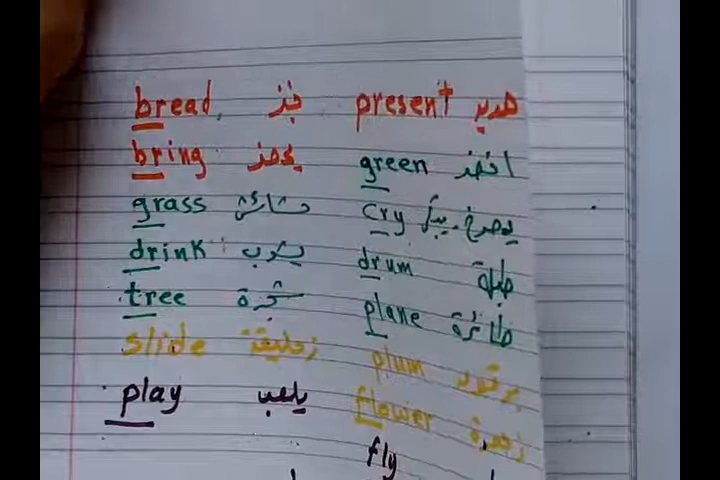 bread خبز present هدية
bring يحضر green اخضر
grass حشائش cry يصرخ - يبكي
drink يشرب drum طبلة
tree شجرة plane طائرة
slide زحليقة plum برقوق
play يلعب flower زهرة
fly